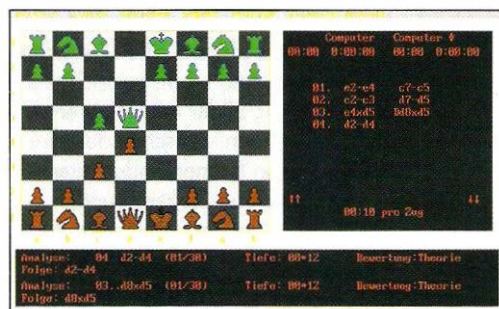 Computer Computer
00:00 0:00:00 00:00 0:00:00
01. e2-e4 c7-c5
02. c2-c3 d7-d5
03. e4xd5 Dd8xd5
04. d2-d4
↑↑ ↓↓
00:10 pro Zug
Analyse: 04 d2-d4 (01/30) Tiefe: 00+12 Bewertung:Theorie
Folge: d2-d4
Analyse: 03..d8xd5 (01/30) Tiefe: 00+12 Bewertung:Theorie
Folge: d8xd5